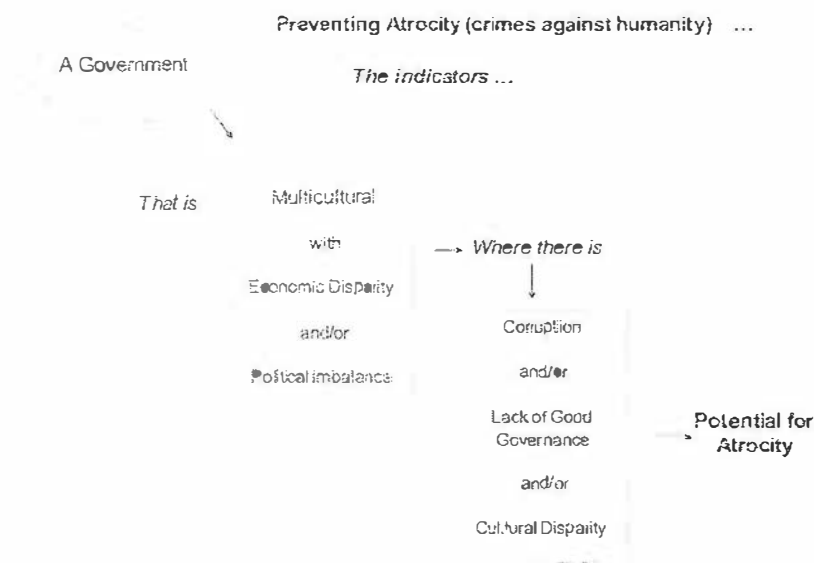 Preventing Atrocity (crimes against humanity) ...
A Government
The indicators ...
That is
Multicultural
with
Economic Disparity
and/or
Political imbalance
Where there is
Corruption
and/or
Lack of Good
Governance
and/or
Cultural Disparity
Potential for
Atrocity